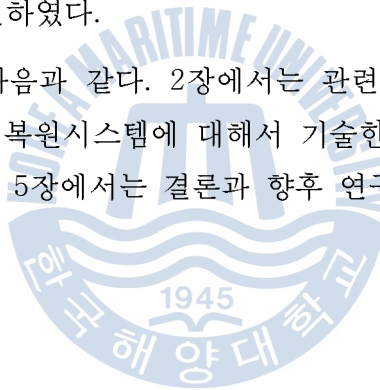 하였다.
다음과 같다. 2장에서는 관련
복원시스템에 대해서 기술한
5장에서는 결론과 향후 연구
KOREA MARITIME UNIVERSITY
1945
한국해양대학교